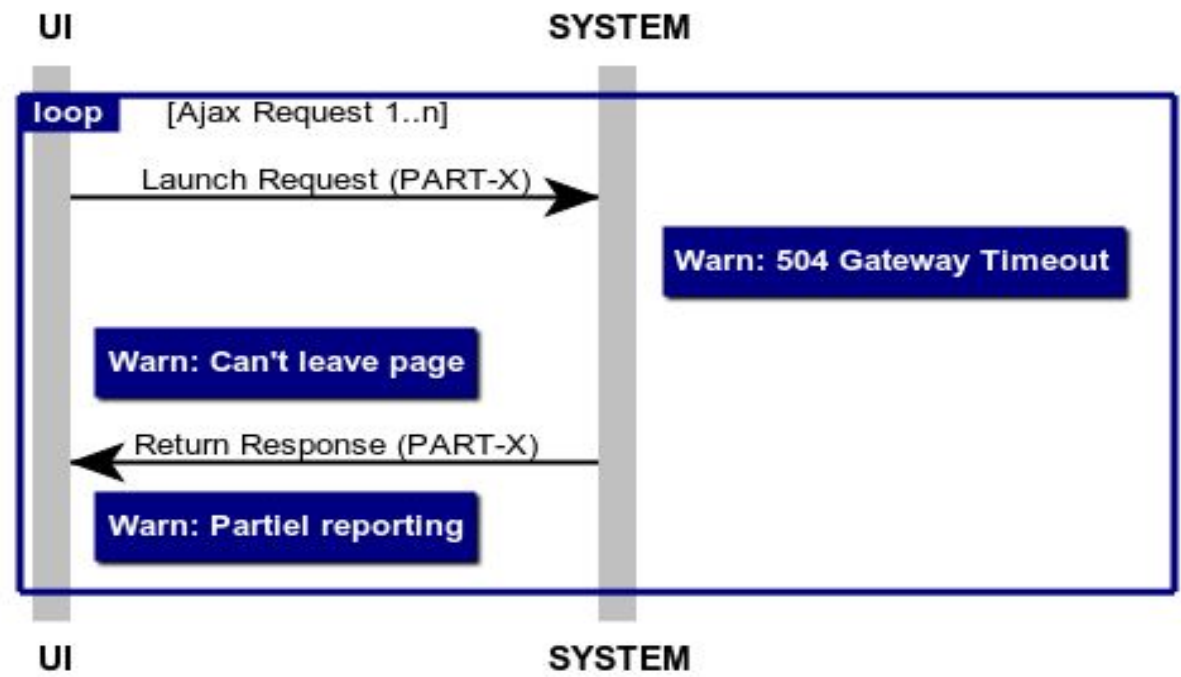 UI SYSTEM
loop [Ajax Request 1..n]
Launch Request (PART-X)
Warn: 504 Gateway Timeout
Warn: Can't leave page
Return Response (PART-X)
Warn: Partiel reporting
UI SYSTEM